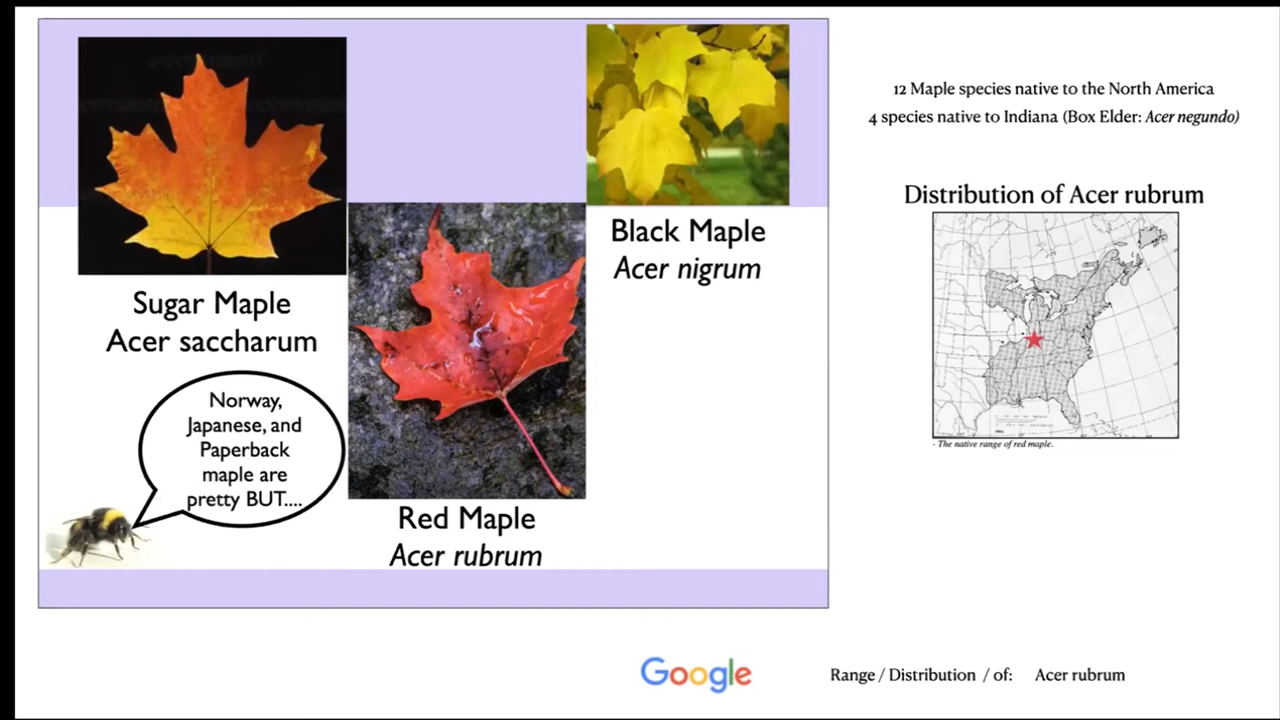 12 Maple species native to the North America
4 species native to Indiana (Box Elder: Acer negundo)
Distribution of Acer rubrum
Black Maple
Acer nigrum
Sugar Maple
Acer saccharum
Norway,
Japanese, and
Paperback
maple are
pretty BUT....
- The native range of red maple.
Red Maple
Acer rubrum
Google
Range / Distribution / of: Acer rubrum